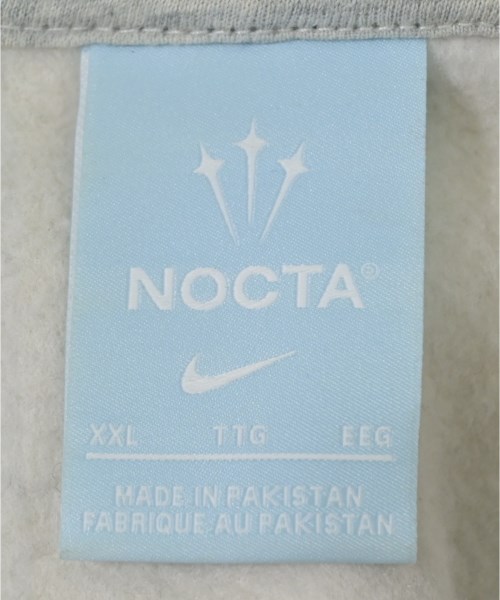 NOCTA©
XXL TTG EEG
MADE IN PAKISTAN
FABRIQUE AU PAKISTAN